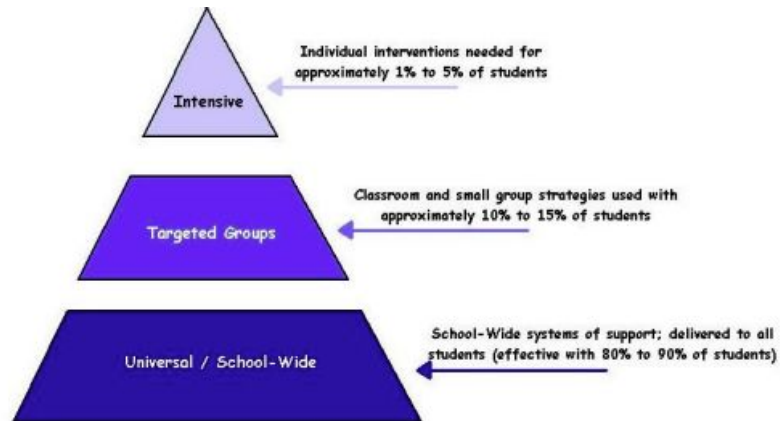 Individual interventions needed for
approximately 1% to 5% of students
Intensive
Classroom and small group strategies used with
approximately 10% to 15% of students
Targeted Groups
School-Wide systems of support; delivered to all
students (effective with 80% to 90% of students)
Universal / School-Wide